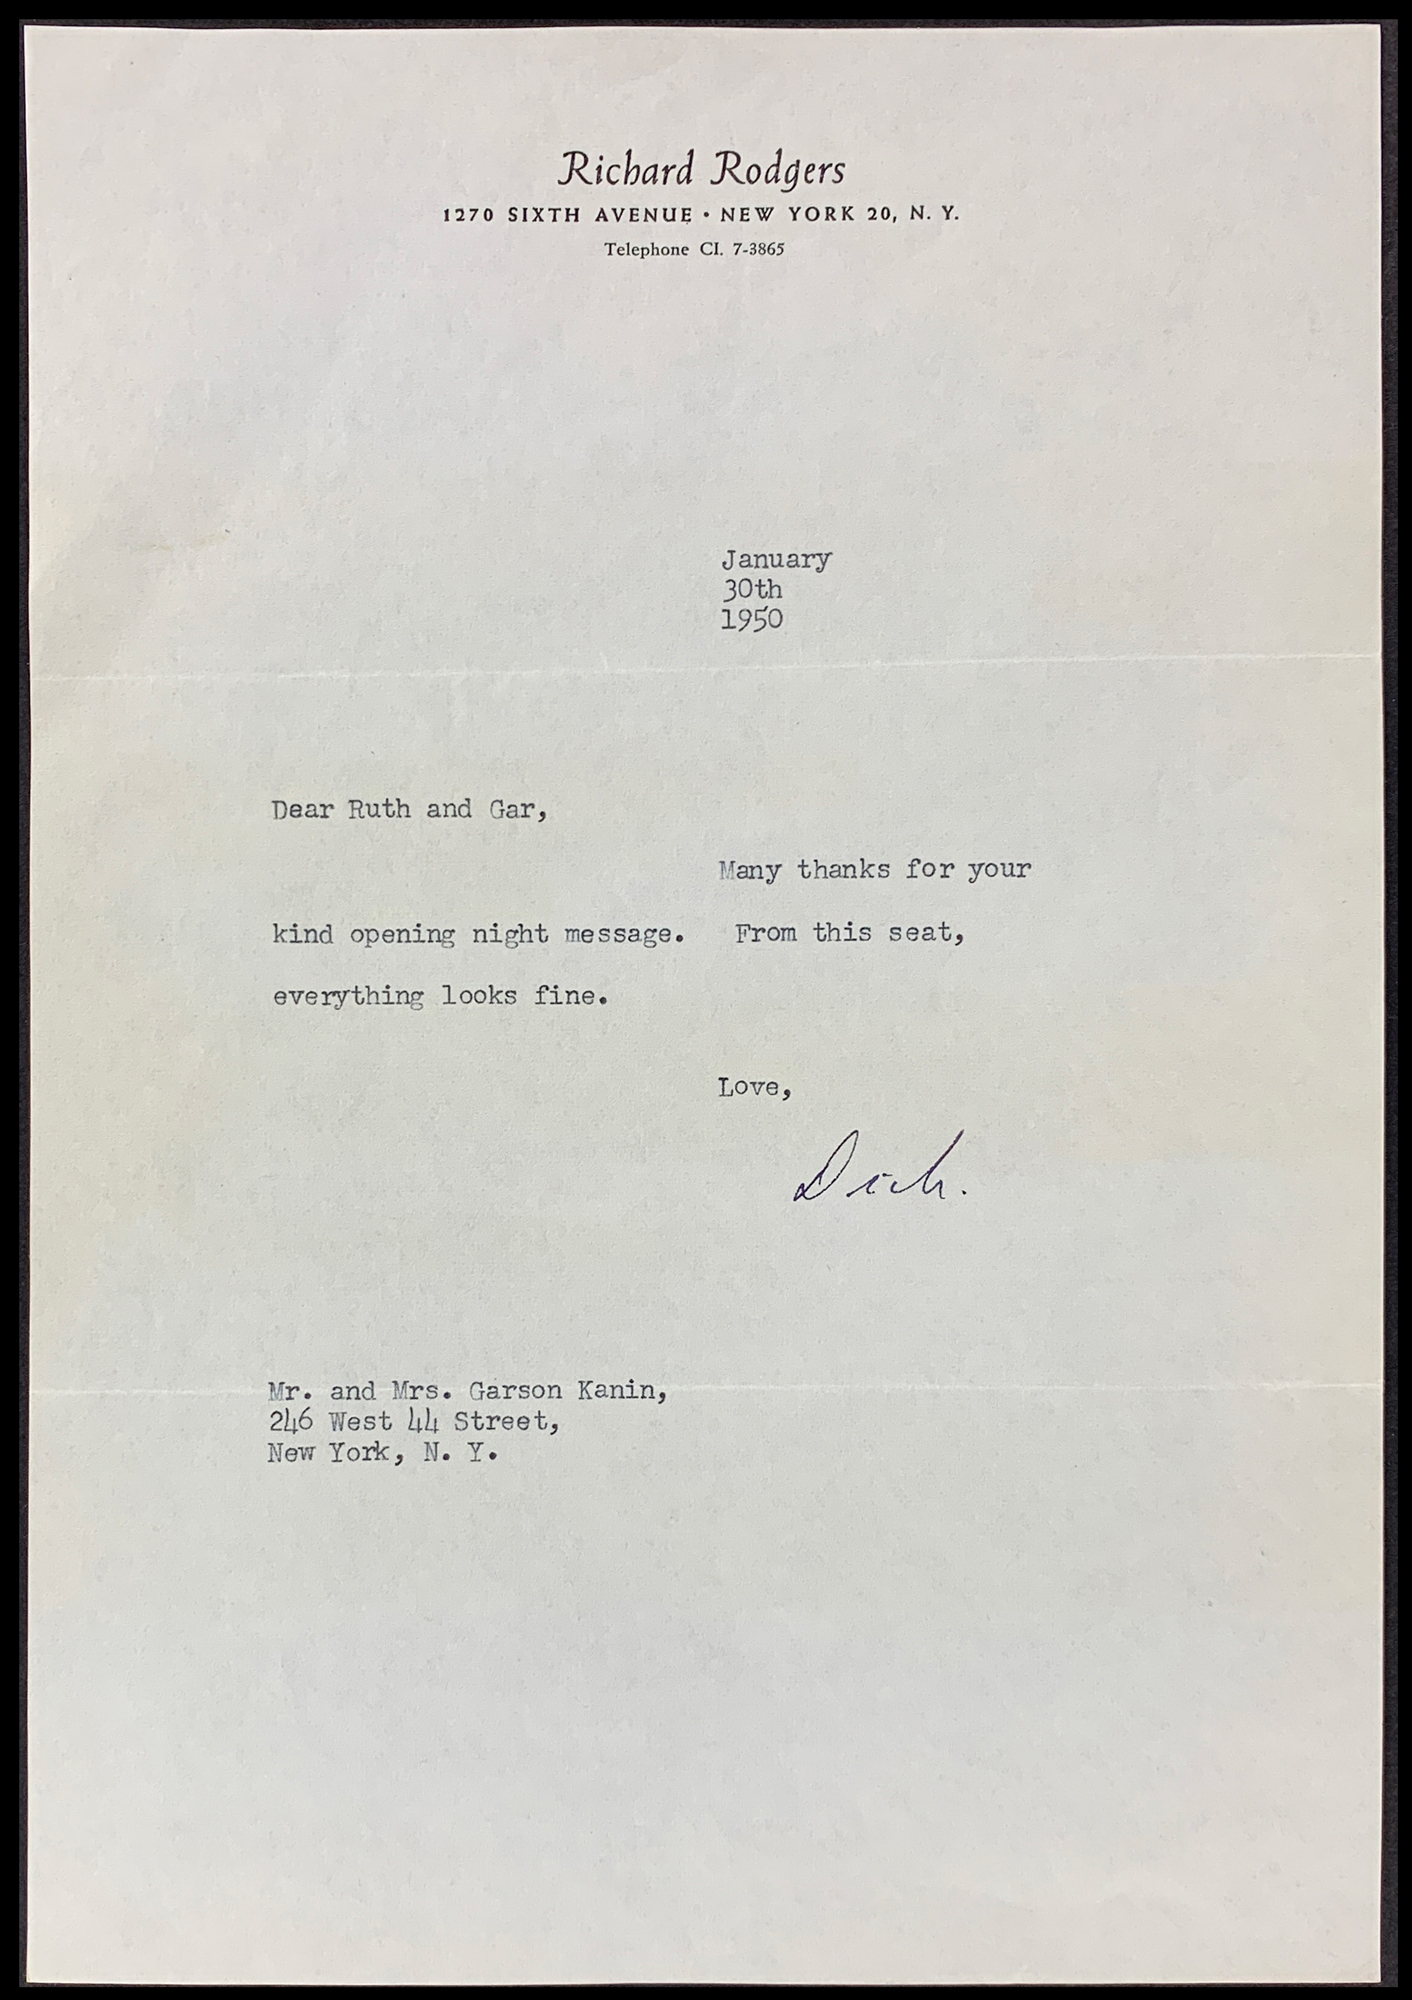 Richard Rodgers
1270 SIXTH AVENUE • NEW YORK 20, N. Y.
Telephone CI. 7-3865
January
30th
1950
Dear Ruth and Gar,
Many thanks for your
kind opening night message. From this seat,
everything looks fine.
Love,
Dick.
Mr. and Mrs. Garson Kanin,
246 West 44 Street,
New York, N. Y.